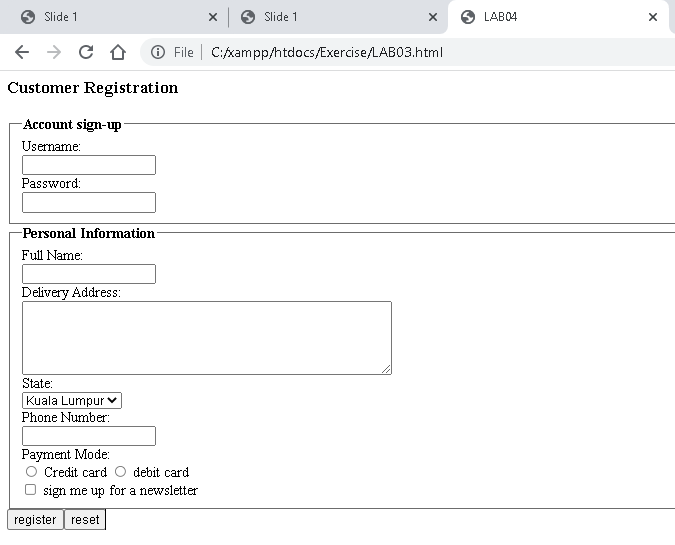 Slide 1 Slide 1 LAB04
File C:/xampp/htdocs/Exercise/LAB03.html
Customer Registration
Account sign-up
Username:
Password:
Personal Information
Full Name:
Delivery Address:
State:
Kuala Lumpur
Phone Number:
Payment Mode:
Credit card debit card
sign me up for a newsletter
register reset